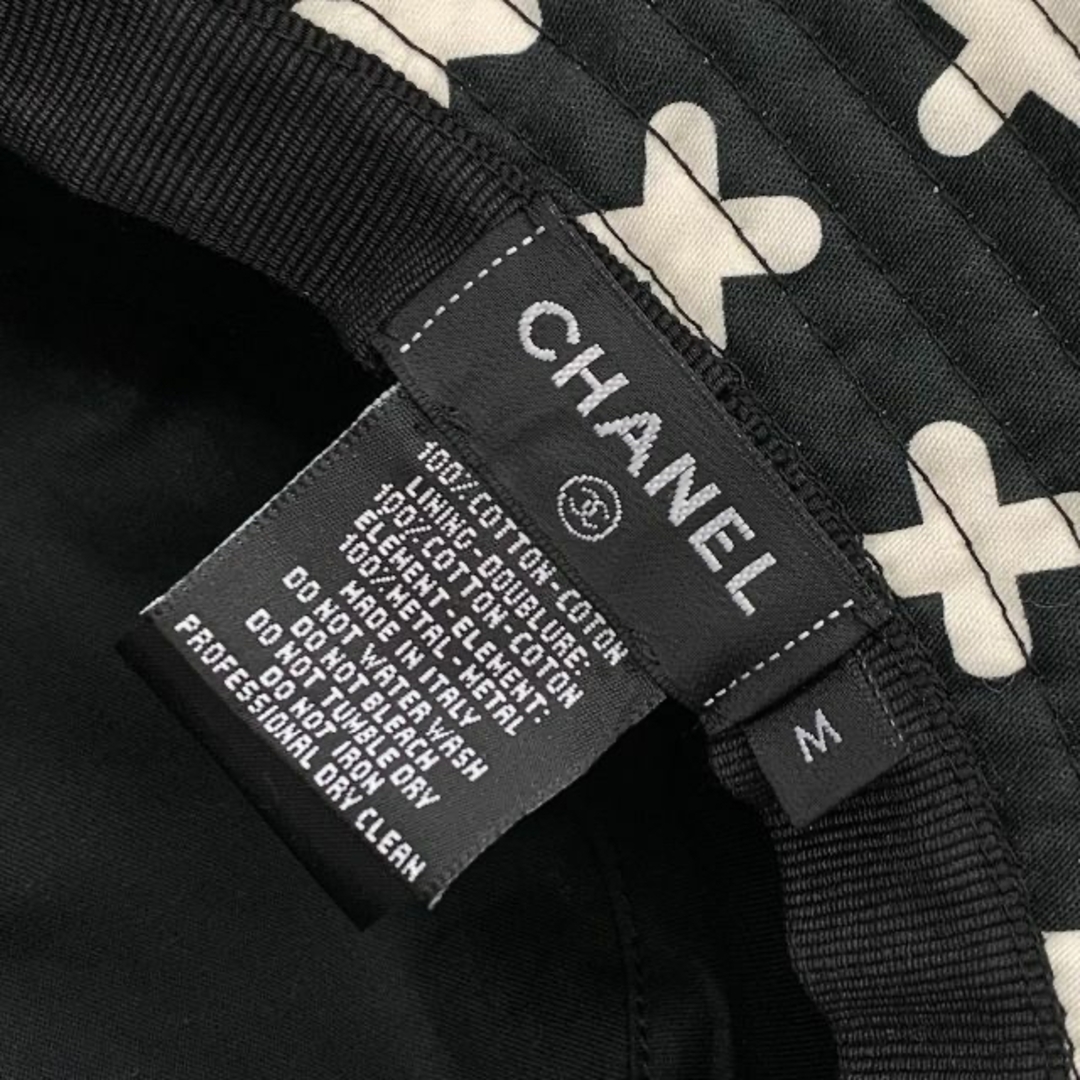 CHANEL
M
100%COTTON-COTON
LINING-DOUBLURE:
100%COTTON-COTON
ELEMENT-ELEMENT:
100%METAL-METAL
MADE IN ITALY
DO NOT WATER WASH
DO NOT BLEACH
DO NOT TUMBLE DRY
DO NOT IRON
PROFESSIONAL DRY CLEAN